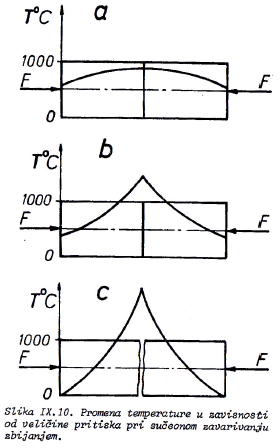 T°C
a
1000
F
F
0
T°C
b
1000
F
F
0
T°C
c
1000
F
F
0
Slika IX.10. Promena temperature u zavisnosti
od veličine pritiska pri sučeonom zavarivanju
zbijanjem.